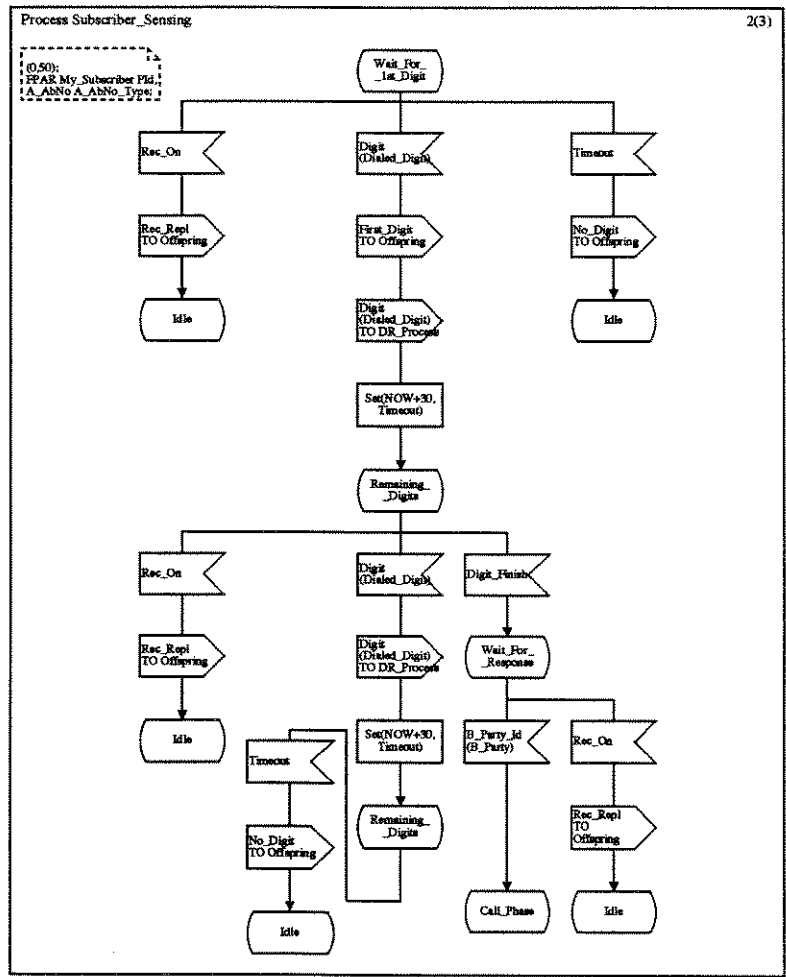 Process Subscriber_Sensing
2(3)
(0,50);
FPAR My_Subscriber PId,
A_AbNo A_AbNo_Type;
Wait_For_
_1st_Digit
Rec_On
Digit
(Dialed_Digit)
Timeout
Rec_Repl
TO Offspring
First_Digit
TO Offspring
No_Digit
TO Offspring
Idle
Digit
(Dialed_Digit)
TO DR_Process
Idle
Set(NOW+30,
Timeout)
Remaining_
_Digits
Rec_On
Digit
(Dialed_Digit)
Digit_Finish
Rec_Repl
TO Offspring
Digit
(Dialed_Digit)
TO DR_Process
Wait_For_
_Response
Idle
Timeout
Set(NOW+30,
Timeout)
B_Party_Id
(B_Party)
Rec_On
No_Digit
TO Offspring
Remaining_
_Digits
Rec_Repl
TO
Offspring
Idle
Call_Phase
Idle